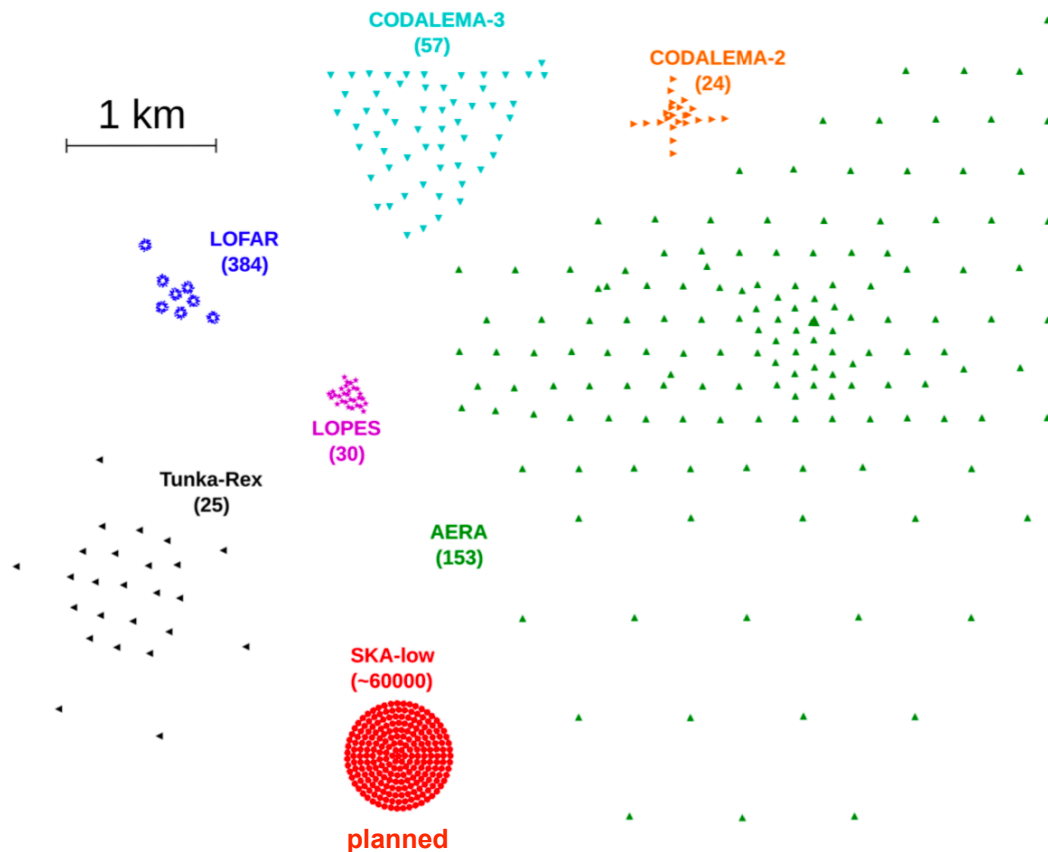 CODALEMA-3
(57)
CODALEMA-2
(24)
1 km
LOFAR
(384)
LOPES
(30)
Tunka-Rex
(25)
AERA
(153)
SKA-low
(~60000)
planned